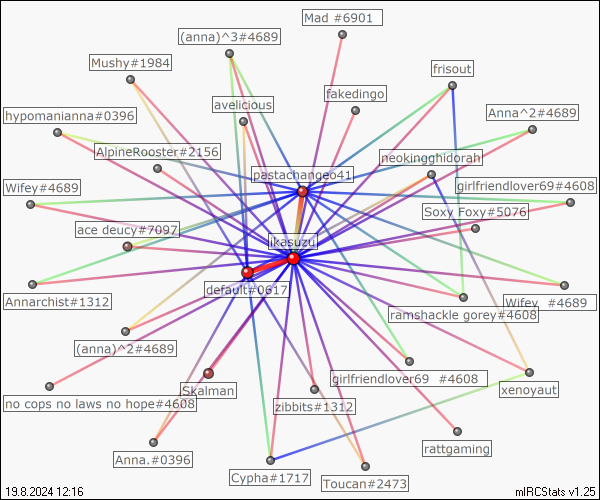 Mad #6901
(anna)^3#4689
Mushy#1984
frisout
fakedingo
avelicious
hypomanianna#0396
Anna^2#4689
AlpineRooster#2156
neokingghidorah
pastachangeo41
Wifey#4689
girlfriendlover69#4608
Soxy Foxy#5076
ace deucy#7097
ikasuzu
default#0617
Annarchist#1312
Wifey #4689
ramshackle gorey#4608
(anna)^2#4689
girlfriendlover69 #4608
Skalman
xenoyaut
no cops no laws no hope#4608
zibbits#1312
rattgaming
Anna.#0396
Cypha#1717
Toucan#2473
19.8.2024 12:16
mIRCStats v1.25